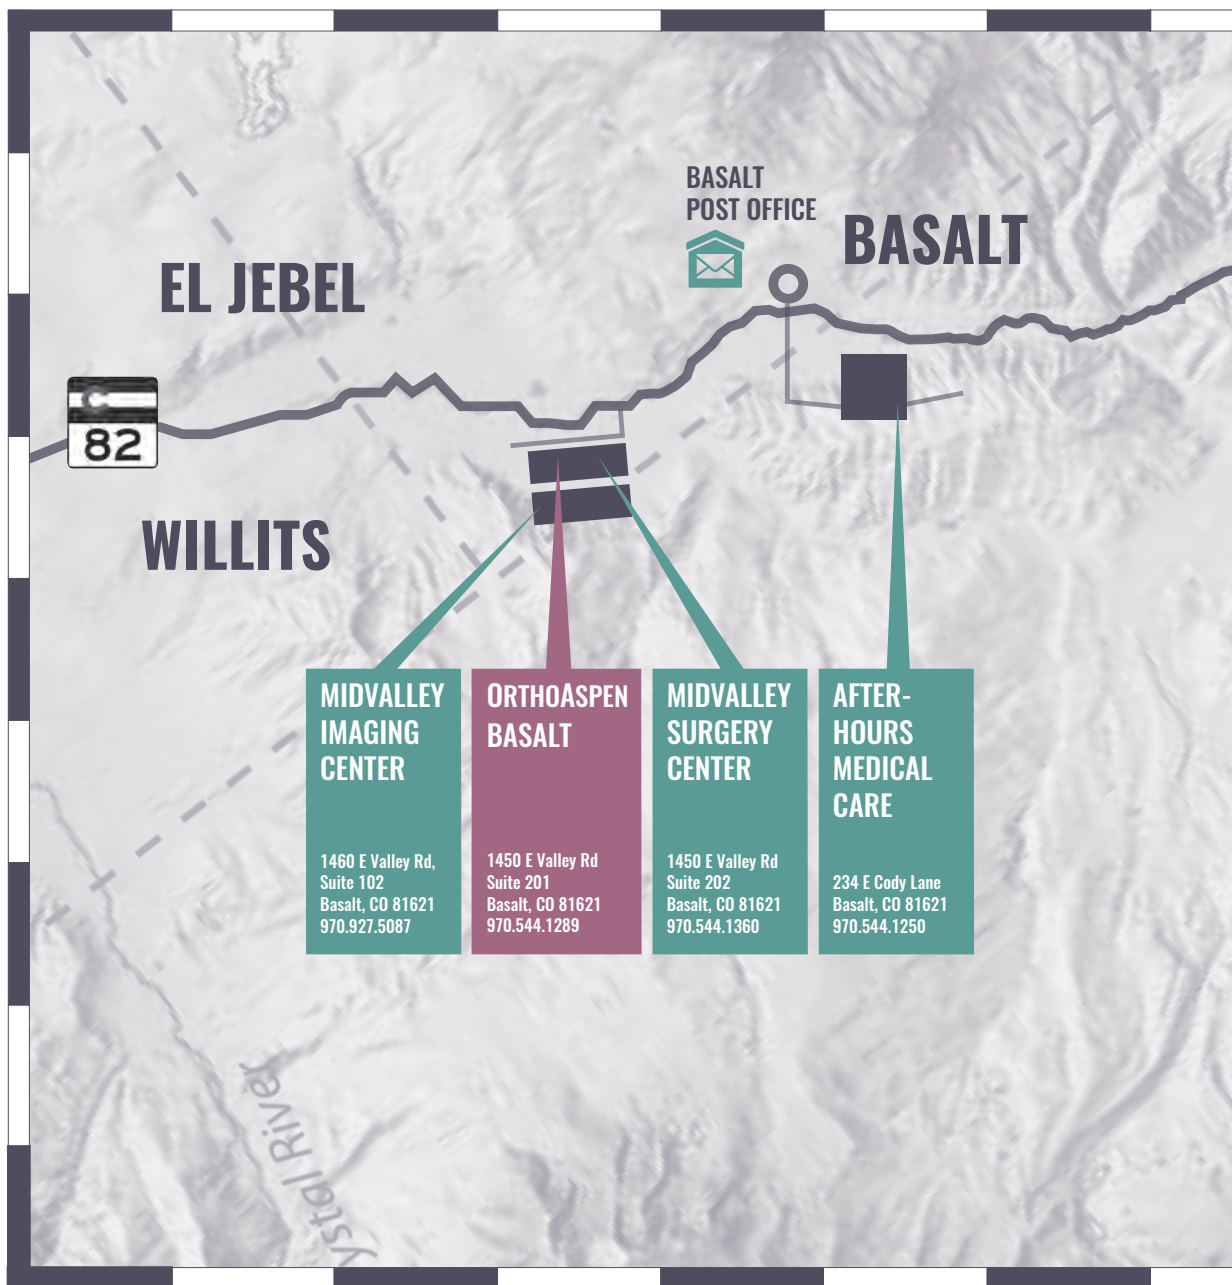 BASALT
POST OFFICE
BASALT
EL JEBEL
82
WILLITS
MIDVALLEY
IMAGING
CENTER
1460 E Valley Rd,
Suite 102
Basalt, CO 81621
970.927.5087
ORTHOASPEN
BASALT
1450 E Valley Rd
Suite 201
Basalt, CO 81621
970.544.1289
MIDVALLEY
SURGERY
CENTER
1450 E Valley Rd
Suite 202
Basalt, CO 81621
970.544.1360
AFTER-
HOURS
MEDICAL
CARE
234 E Cody Lane
Basalt, CO 81621
970.544.1250
ystal River